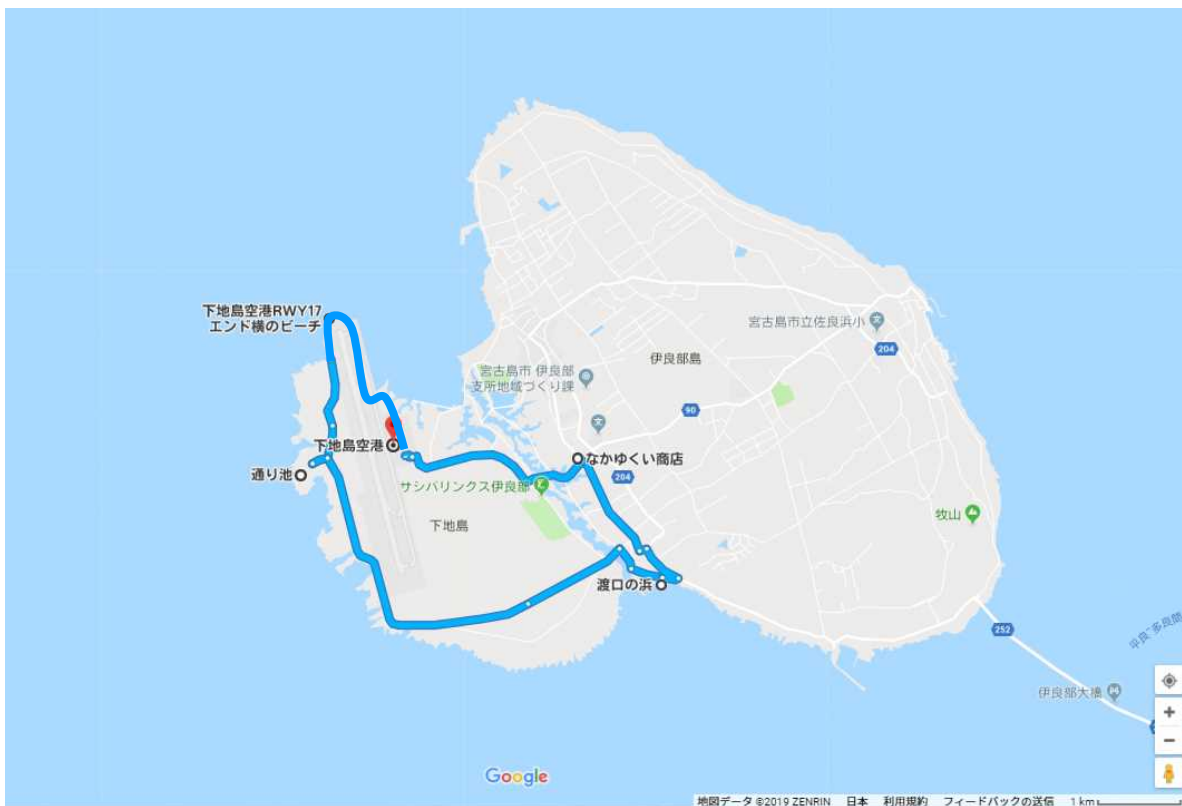 下地島空港RWY17
エンド横のビーチ
宮古島市立佐良浜小
204
伊良部島
宮古島市 伊良部
支所地域づくり課
90
下地島空港
なかゆくい商店
通り池
204
サシバリンクス伊良部
下地島
牧山
渡口の浜
252
平良~多良間
伊良部大橋
Google
地図データ ©2019 ZENRIN 日本 利用規約 フィードバックの送信 1 km